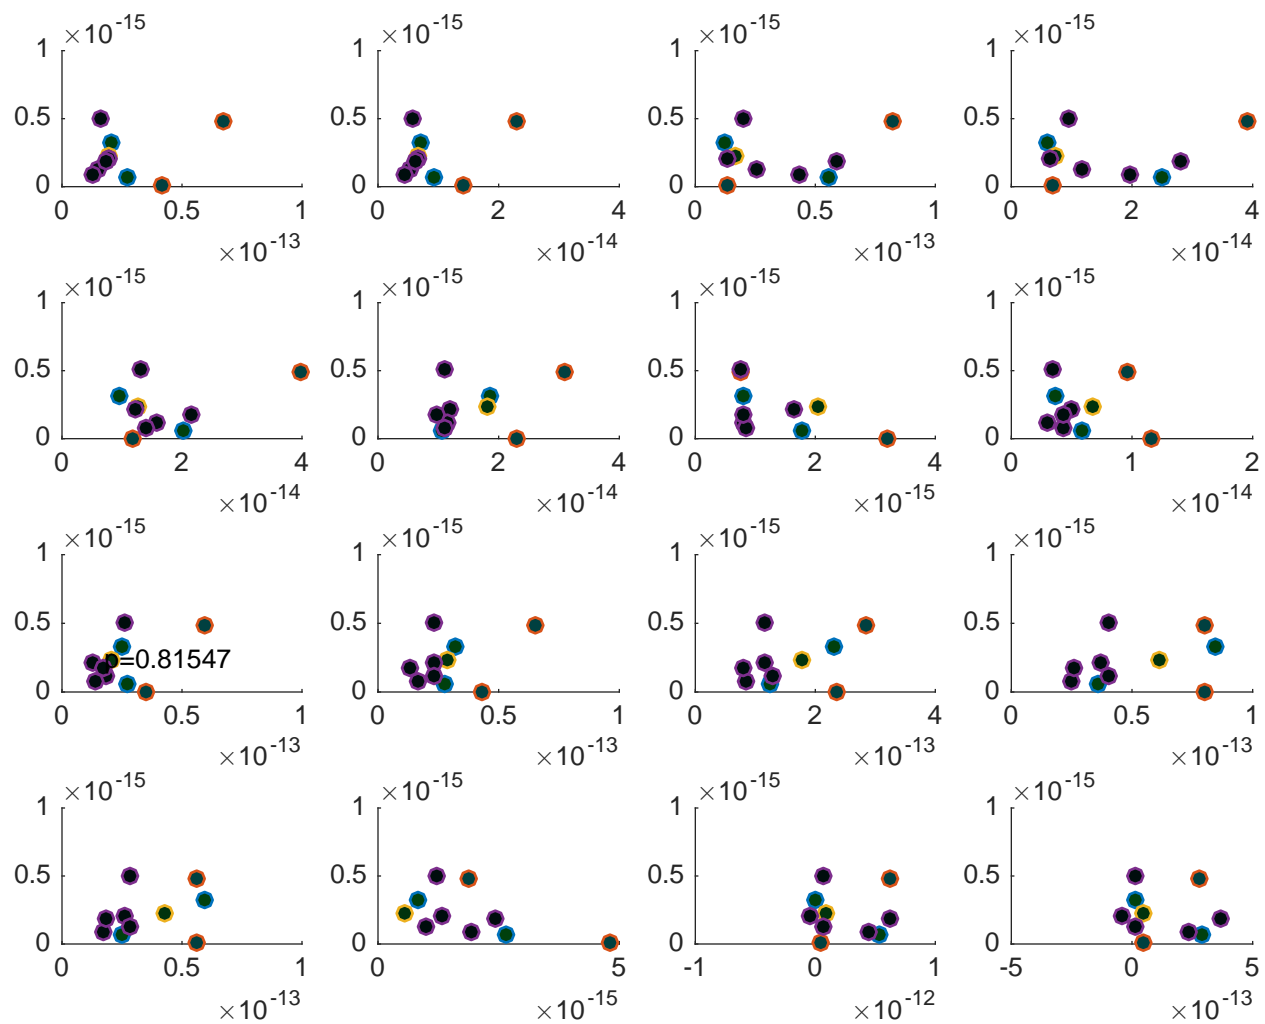 ×10-15 ×10-15 ×10-15 ×10-15
1 1 1 1
0.5 0.5 0.5 0.5
0 0 0 0
0 0.5 1 0 2 4 0 0.5 1 0 2 4
×10-13 ×10-14 ×10-13 ×10-14
×10-15 ×10-15 ×10-15 ×10-15
1 1 1 1
0.5 0.5 0.5 0.5
0 0 0 0
0 2 4 0 2 4 0 2 4 0 1 2
×10-14 ×10-14 ×10-15 ×10-14
×10-15 ×10-15 ×10-15 ×10-15
1 1 1 1
0.5 0.5 0.5 0.5
p=0.81547
0 0 0 0
0 0.5 1 0 0.5 1 0 2 4 0 0.5 1
×10-13 ×10-13 ×10-13 ×10-13
×10-15 ×10-15 ×10-15 ×10-15
1 1 1 1
0.5 0.5 0.5 0.5
0 0 0 0
0 0.5 1 0 5 -1 0 1 -5 0 5
×10-13 ×10-15 ×10-12 ×10-13